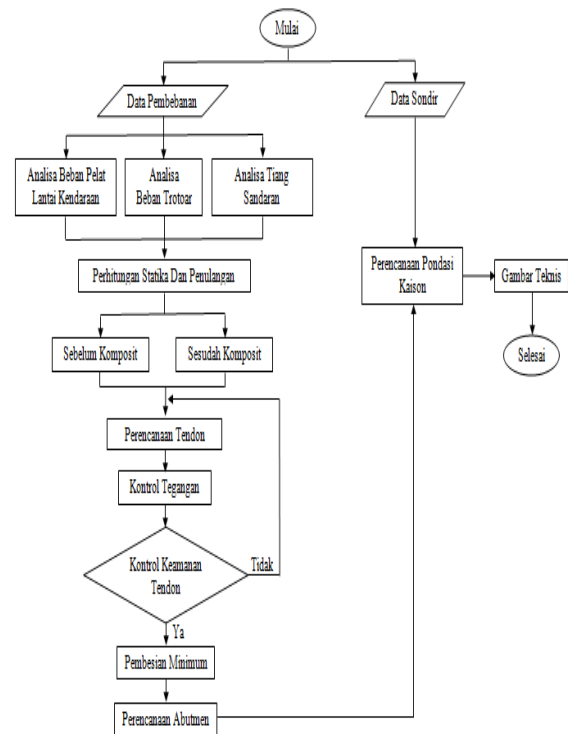 Mulai
Data Pembebanan
Data Sondir
Analisa Beban Pelat
Lantai Kendaraan
Analisa
Beban Trotoar
Analisa Tiang
Sandaran
Perhitungan Statika Dan Penulangan
Perencanaan Pondasi
Kaison
Gambar Teknis
Sebelum Komposit
Sesudah Komposit
Selesai
Perencanaan Tendon
Kontrol Tegangan
Kontrol Keamanan
Tendon
Tidak
Ya
Pembesian Minimum
Perencanaan Abutmen